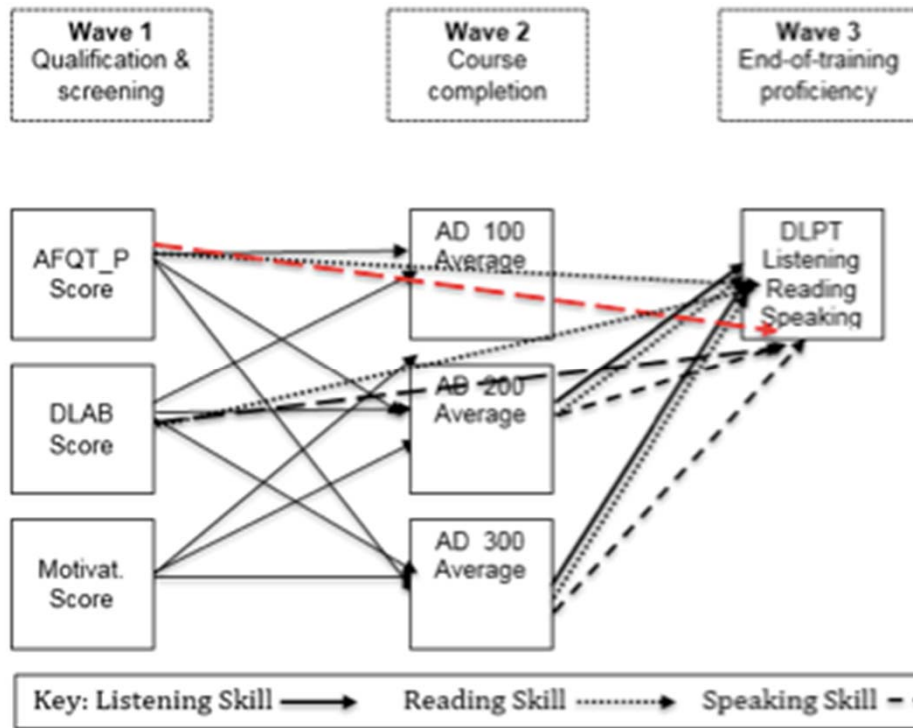 Wave 1
Qualification &
screening
Wave 2
Course
completion
Wave 3
End-of-training
proficiency
AFQT_P
Score
AD 100
Average
DLPT
Listening
Reading
Speaking
DLAB
Score
AD 200
Average
Motivat.
Score
AD 300
Average
Key: Listening Skill Reading Skill Speaking Skill